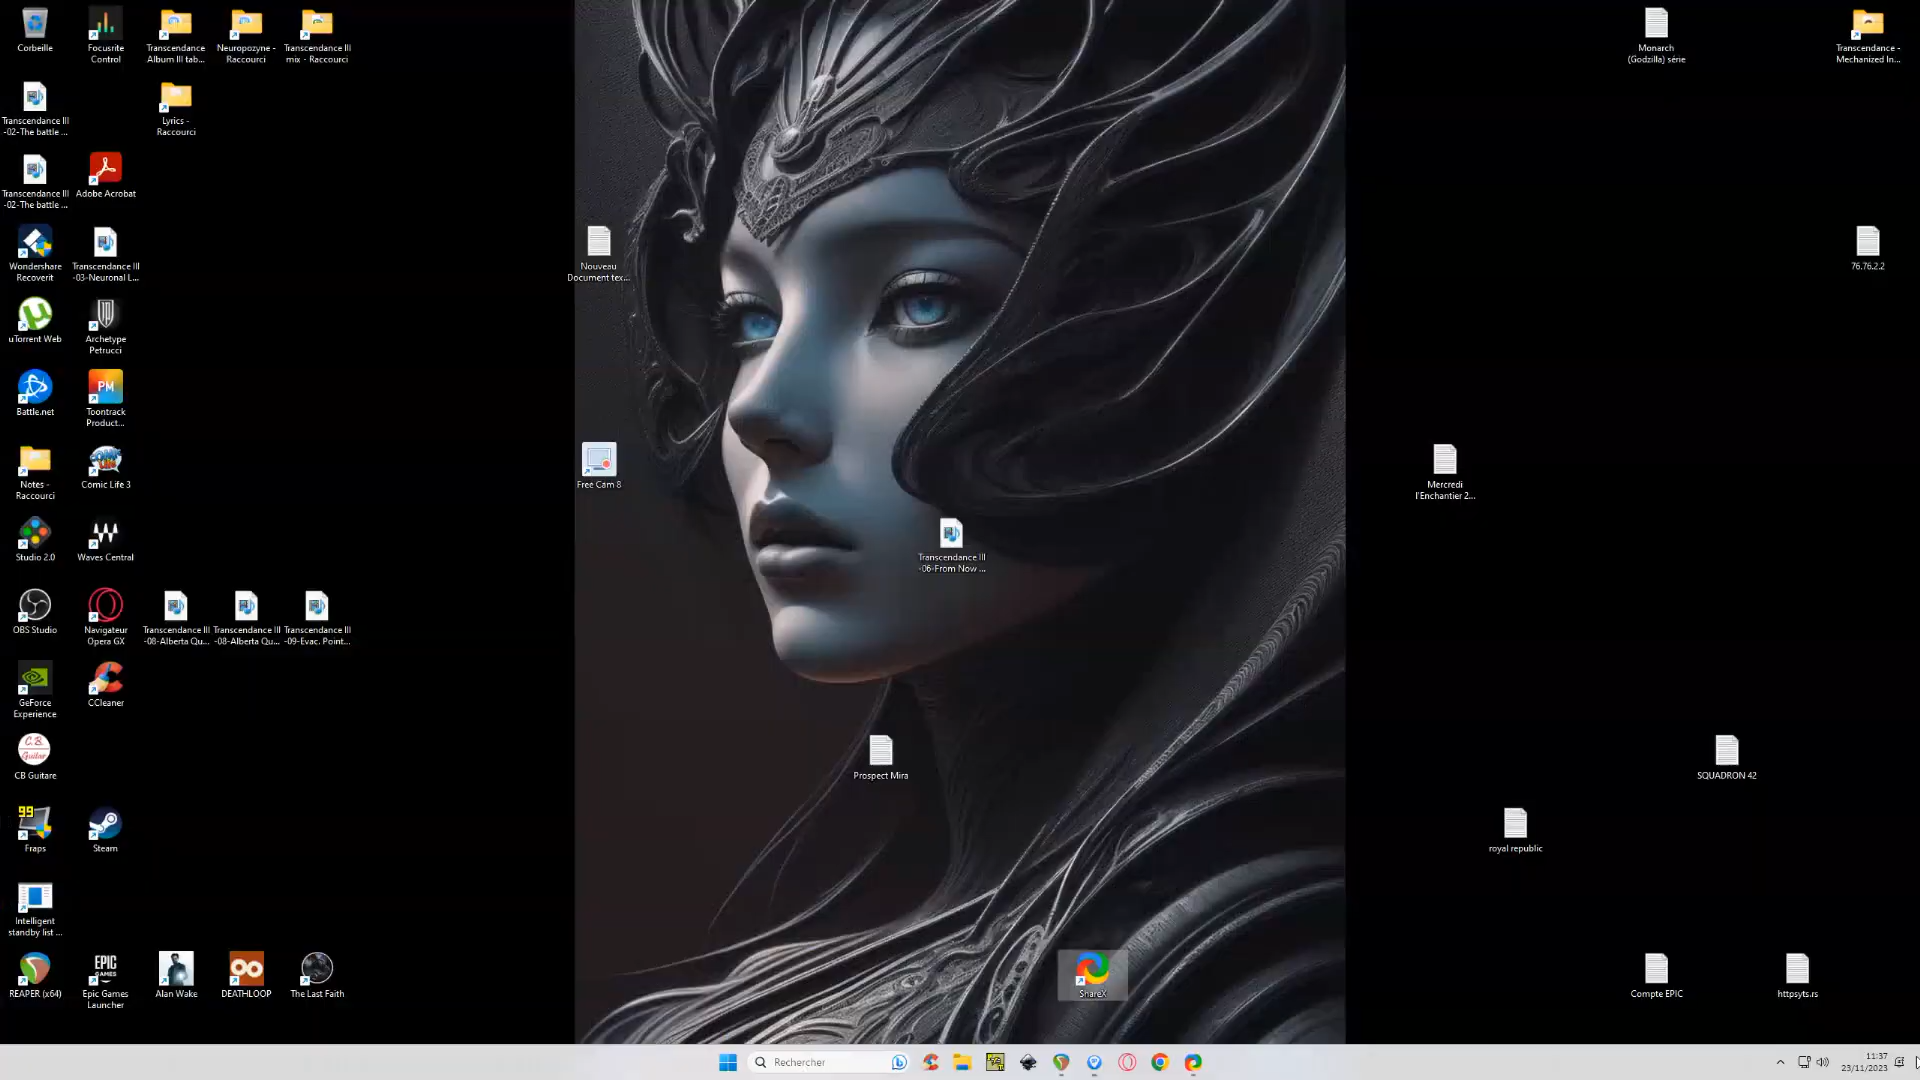 Corbeille
Focusrite
Control
Transcendance
Album III tab...
Neuropozyne -
Raccourci
Transcendance III
mix - Raccourci
Monarch
(Godzilla) série
Transcendance -
Mechanized In...
Transcendance III
-02-The battle ...
Lyrics -
Raccourci
Transcendance III
-02-The battle ...
Adobe Acrobat
Wondershare
Recoverit
Transcendance III
-03-Neuronal L...
Nouveau
Document tex...
76.76.2.2
uTorrent Web
Archetype
Petrucci
Battle.net
PM
Toontrack
Product...
Notes -
Raccourci
Comic Life 3
Free Cam 8
Mercredi
l'Enchantier 2...
Studio 2.0
Waves Central
Transcendance III
-06-From Now ...
OBS Studio
Navigateur
Opera GX
Transcendance III
-08-Alberta Qu...
Transcendance III
-08-Alberta Qu...
Transcendance III
-09-Evac. Point...
GeForce
Experience
CCleaner
C.B.
Guitar
CB Guitare
Prospect Mira
SQUADRON 42
99
Fraps
Steam
royal republic
Intelligent
standby list ...
REAPER (x64)
EPIC
GAMES
Epic Games
Launcher
Alan Wake
DEATHLOOP
The Last Faith
ShareX
Compte EPIC
httpsyts.rs
Rechercher
11:37
23/11/2023